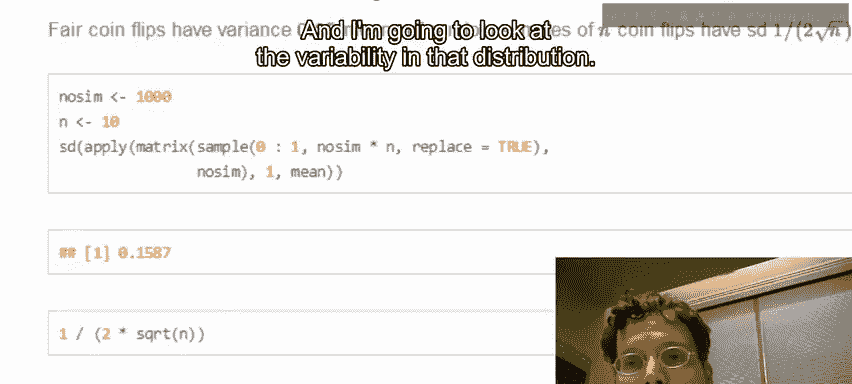 Fair coin flips have variance es of n coin flips have sd 1/(2√n)
And I'm going to look at
the variability in that distribution.
nosim <- 1000
n <- 10
sd(apply(matrix(sample(0 : 1, nosim * n, replace = TRUE),
nosim), 1, mean))
## [1] 0.1587
1 / (2 * sqrt(n))